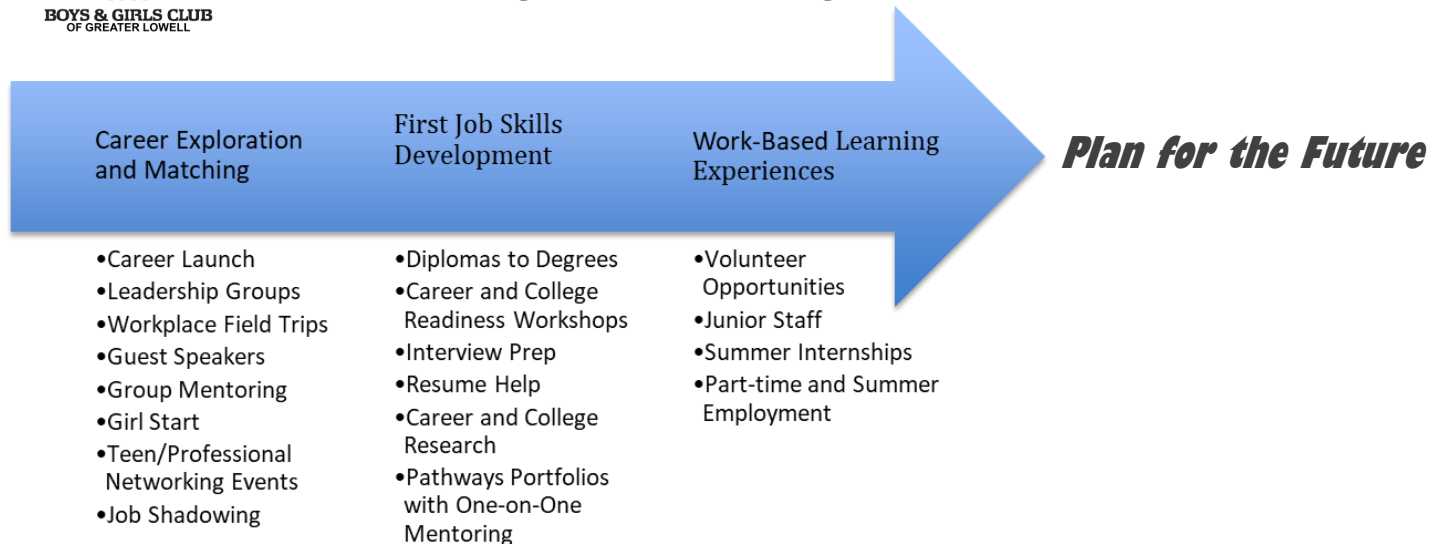 BOYS & GIRLS CLUB
OF GREATER LOWELL
Career Exploration
and Matching
•Career Launch
•Leadership Groups
•Workplace Field Trips
•Guest Speakers
•Group Mentoring
•Girl Start
•Teen/Professional
Networking Events
•Job Shadowing
First Job Skills
Development
•Diplomas to Degrees
•Career and College
Readiness Workshops
•Interview Prep
•Resume Help
•Career and College
Research
•Pathways Portfolios
with One-on-One
Mentoring
Work-Based Learning
Experiences
•Volunteer
Opportunities
•Junior Staff
•Summer Internships
•Part-time and Summer
Employment
Plan for the Future